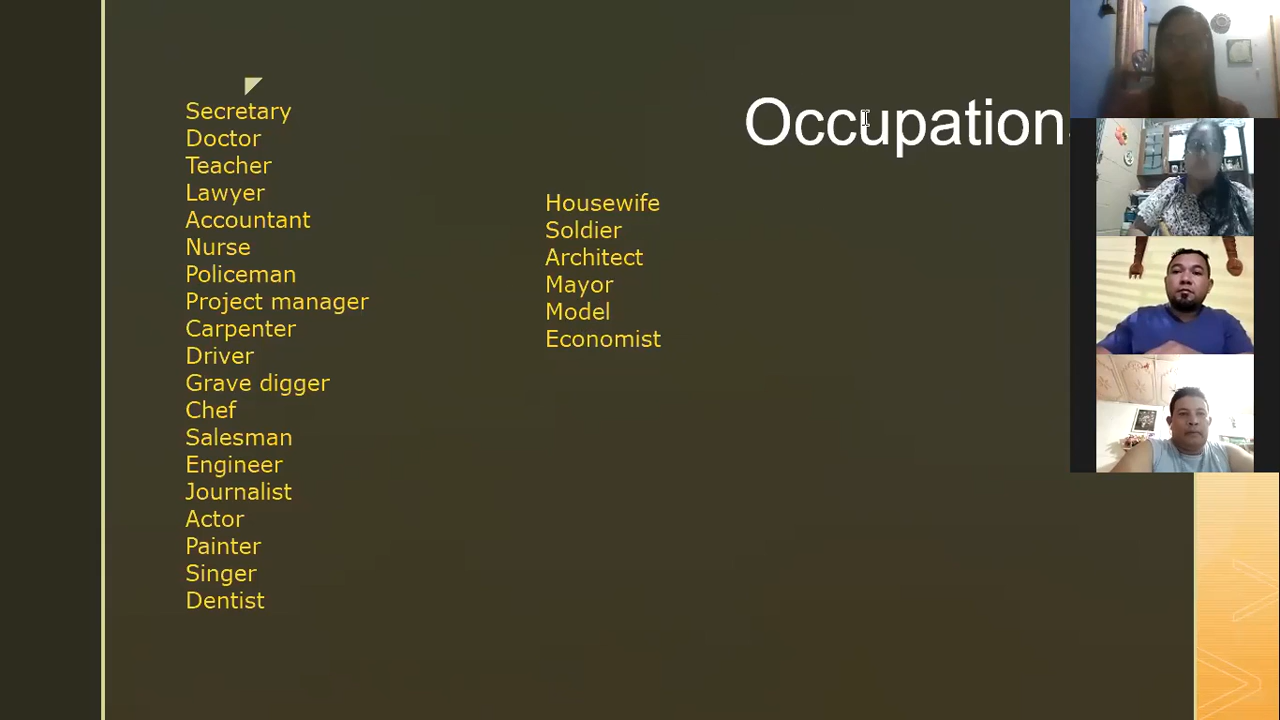 Occupation
Secretary
Doctor
Teacher
Lawyer
Accountant
Nurse
Policeman
Project manager
Carpenter
Driver
Grave digger
Chef
Salesman
Engineer
Journalist
Actor
Painter
Singer
Dentist
Housewife
Soldier
Architect
Mayor
Model
Economist